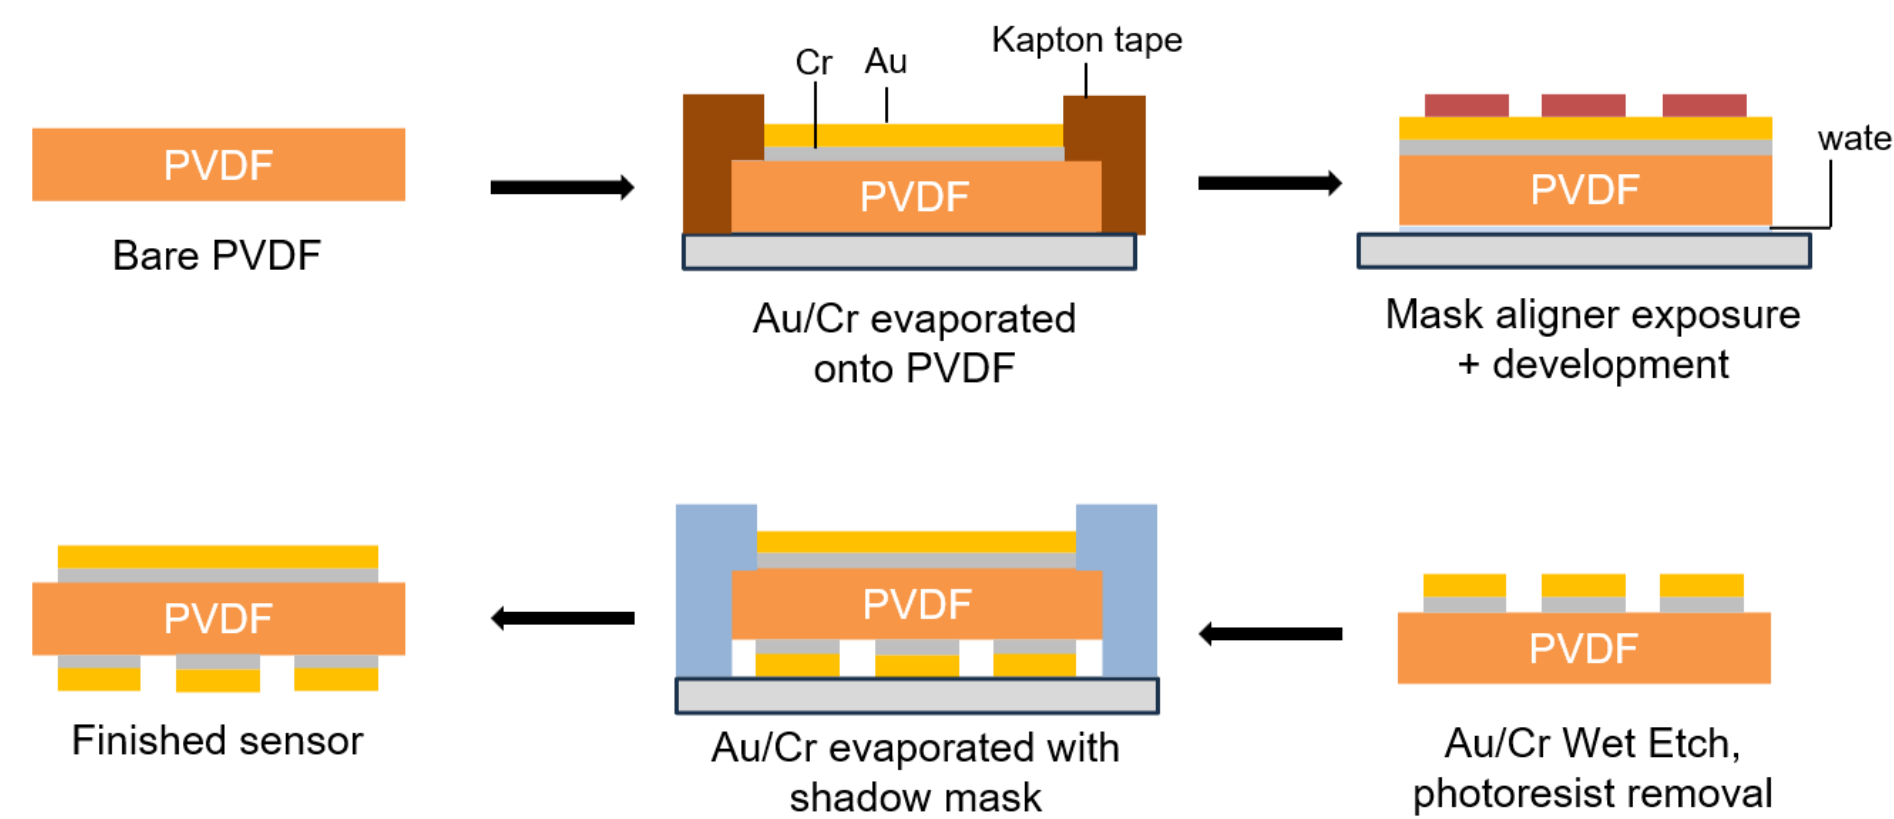 Cr
Au
Kapton tape
PVDF
Bare PVDF
PVDF
Au/Cr evaporated
onto PVDF
wate
PVDF
Mask aligner exposure
+ development
PVDF
Finished sensor
PVDF
Au/Cr evaporated with
shadow mask
PVDF
Au/Cr Wet Etch,
photoresist removal